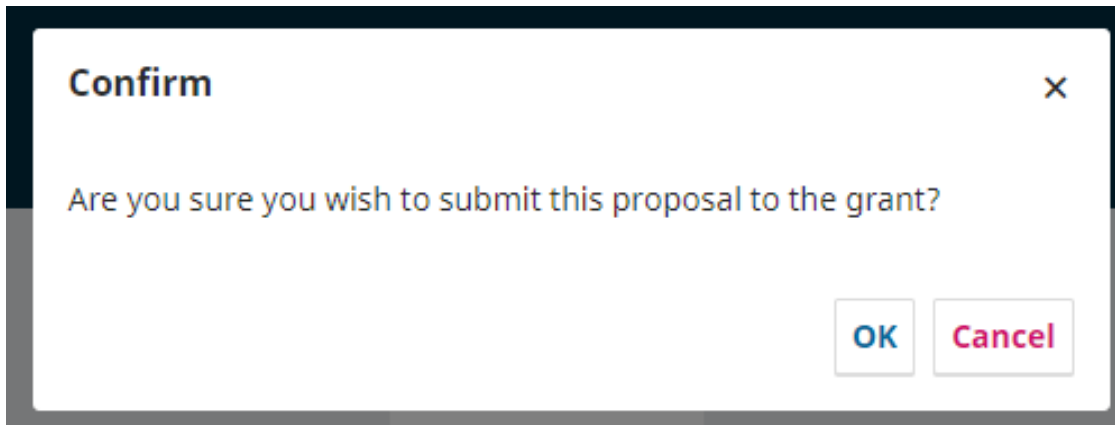 Confirm
×
Are you sure you wish to submit this proposal to the grant?
OK
Cancel